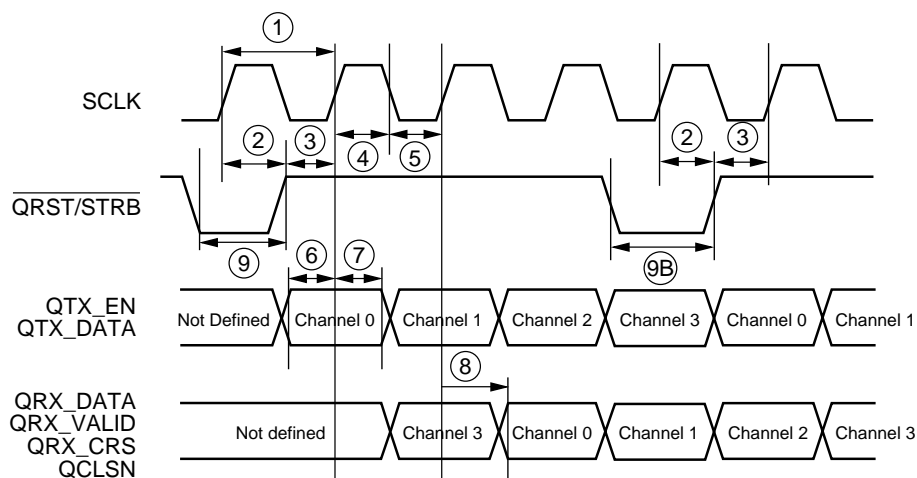 1
SCLK
2
3
4
5
2
3
QRST/STRB
9
6
7
9B
QTX_EN
QTX_DATA
Not Defined
Channel 0
Channel 1
Channel 2
Channel 3
Channel 0
Channel 1
8
QRX_DATA
QRX_VALID
QRX_CRS
QCLSN
Not defined
Channel 3
Channel 0
Channel 1
Channel 2
Channel 3